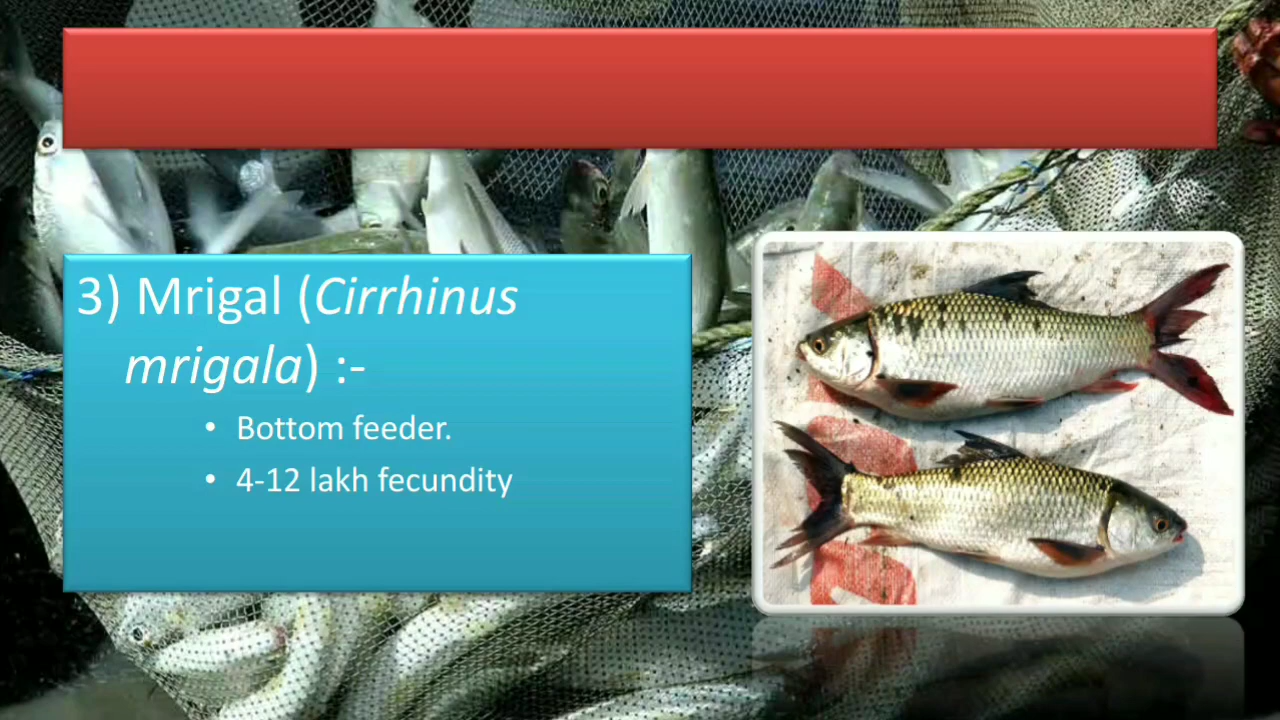 3) Mrigal (Cirrhinus
mrigala) :-
• Bottom feeder.
• 4-12 lakh fecundity